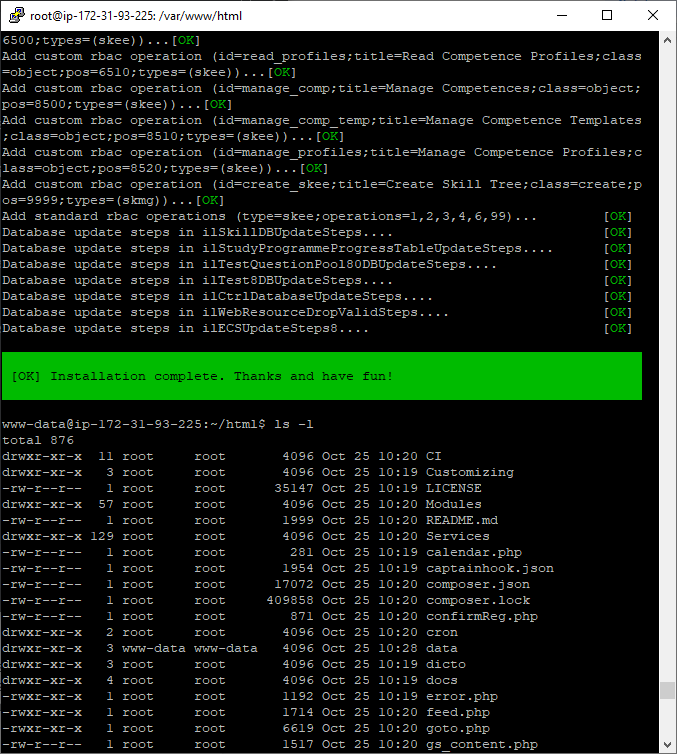 root@ip-172-31-93-225: /var/www/html
6500;types=(skee))...[OK]
Add custom rbac operation (id=read_profiles;title=Read Competence Profiles;class
=object;pos=6510;types=(skee))...[OK]
Add custom rbac operation (id=manage_comp;title=Manage Competences;class=object;
pos=8500;types=(skee))...[OK]
Add custom rbac operation (id=manage_comp_temp;title=Manage Competence Templates
;class=object;pos=8510;types=(skee))...[OK]
Add custom rbac operation (id=manage_profiles;title=Manage Competence Profiles;c
lass=object;pos=8520;types=(skee))...[OK]
Add custom rbac operation (id=create_skee;title=Create Skill Tree;class=create;p
os=9999;types=(skmg))...[OK]
Add standard rbac operations (type=skee;operations=1,2,3,4,6,99)... [OK]
Database update steps in ilSkillDBUpdateSteps.... [OK]
Database update steps in ilStudyProgrammeProgressTableUpdateSteps.... [OK]
Database update steps in ilTestQuestionPool80DBUpdateSteps.... [OK]
Database update steps in ilTest8DBUpdateSteps.... [OK]
Database update steps in ilCtrlDatabaseUpdateSteps.... [OK]
Database update steps in ilWebResourceDropValidSteps.... [OK]
Database update steps in ilECSUpdateSteps8.... [OK]
[OK] Installation complete. Thanks and have fun!
www-data@ip-172-31-93-225:~/html$ ls -l
total 876
drwxr-xr-x 11 root root 4096 Oct 25 10:20 CI
drwxr-xr-x 3 root root 4096 Oct 25 10:19 Customizing
-rw-r--r-- 1 root root 35147 Oct 25 10:20 LICENSE
drwxr-xr-x 57 root root 4096 Oct 25 10:20 Modules
-rw-r--r-- 1 root root 1999 Oct 25 10:20 README.md
drwxr-xr-x 129 root root 4096 Oct 25 10:20 Services
-rw-r--r-- 1 root root 281 Oct 25 10:19 calendar.php
-rw-r--r-- 1 root root 1954 Oct 25 10:19 captainhook.json
-rw-r--r-- 1 root root 17072 Oct 25 10:20 composer.json
-rw-r--r-- 1 root root 409858 Oct 25 10:20 composer.lock
-rw-r--r-- 1 root root 871 Oct 25 10:20 confirmReg.php
drwxr-xr-x 2 root root 4096 Oct 25 10:20 cron
drwxr-xr-x 3 www-data www-data 4096 Oct 25 10:28 data
drwxr-xr-x 3 root root 4096 Oct 25 10:19 dicto
drwxr-xr-x 4 root root 4096 Oct 25 10:19 docs
-rw-r--r-- 1 root root 1192 Oct 25 10:19 error.php
-rwxr-xr-x 1 root root 1714 Oct 25 10:20 feed.php
-rwxr-xr-x 1 root root 6619 Oct 25 10:20 goto.php
-rw-r--r-- 1 root root 1517 Oct 25 10:20 gs_content.php